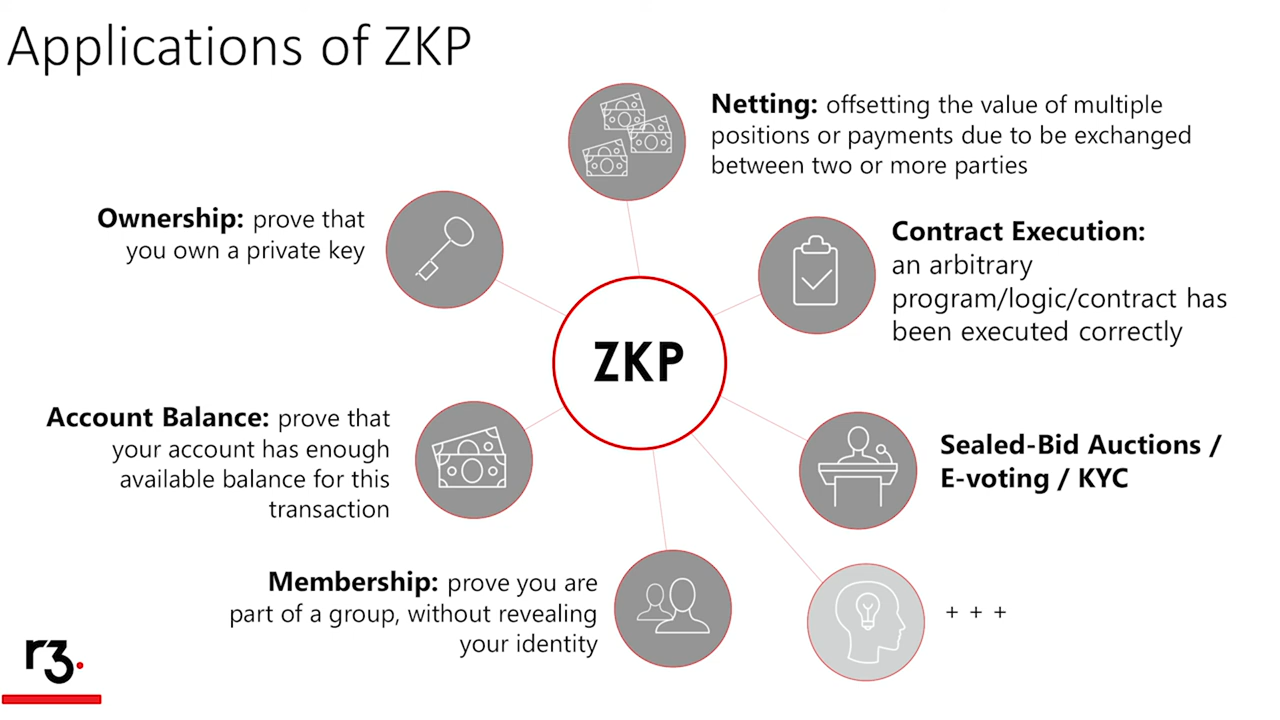 Applications of ZKP
Netting: offsetting the value of multiple
positions or payments due to be exchanged
between two or more parties
Ownership: prove that
you own a private key
Contract Execution:
an arbitrary
program/logic/contract has
been executed correctly
ZKP
Account Balance: prove that
your account has enough
available balance for this
transaction
Sealed-Bid Auctions /
E-voting / KYC
Membership: prove you are
part of a group, without revealing
your identity
+ + +
r3.